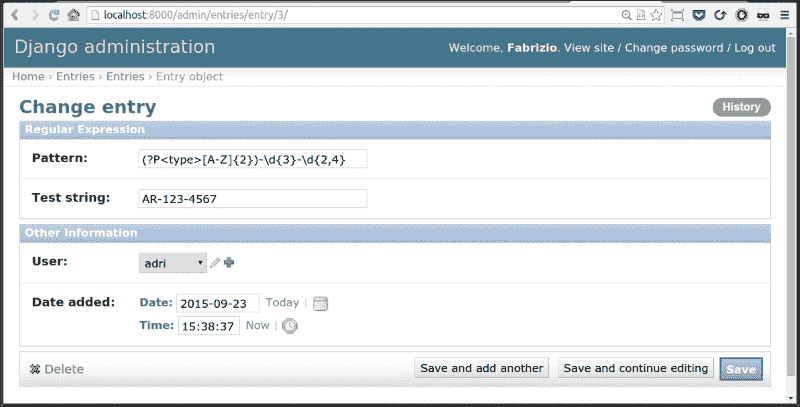 localhost:8000/admin/entries/entry/3/
Django administration
Welcome, Fabrizio. View site / Change password / Log out
Home › Entries › Entries › Entry object
Change entry
History
Regular Expression
Pattern: (?P<type>[A-Z]{2})-\d{3}-\d{2,4}
Test string: AR-123-4567
Other Information
User: adri
Date added: Date: 2015-09-23 Today |
Time: 15:38:37 Now |
Delete Save and add another Save and continue editing Save